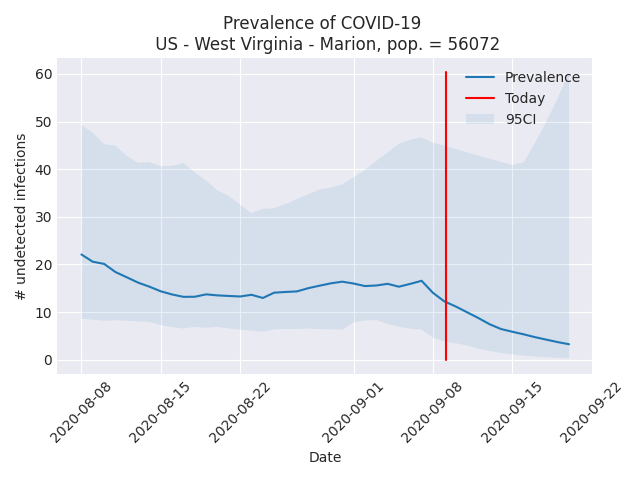 Prevalence of COVID-19
US - West Virginia - Marion, pop. = 56072
60
50
40
30
20
10
0
# undetected infections
Prevalence
Today
95CI
2020-08-08
2020-08-15
2020-08-22
2020-09-01
2020-09-08
2020-09-15
2020-09-22
Date